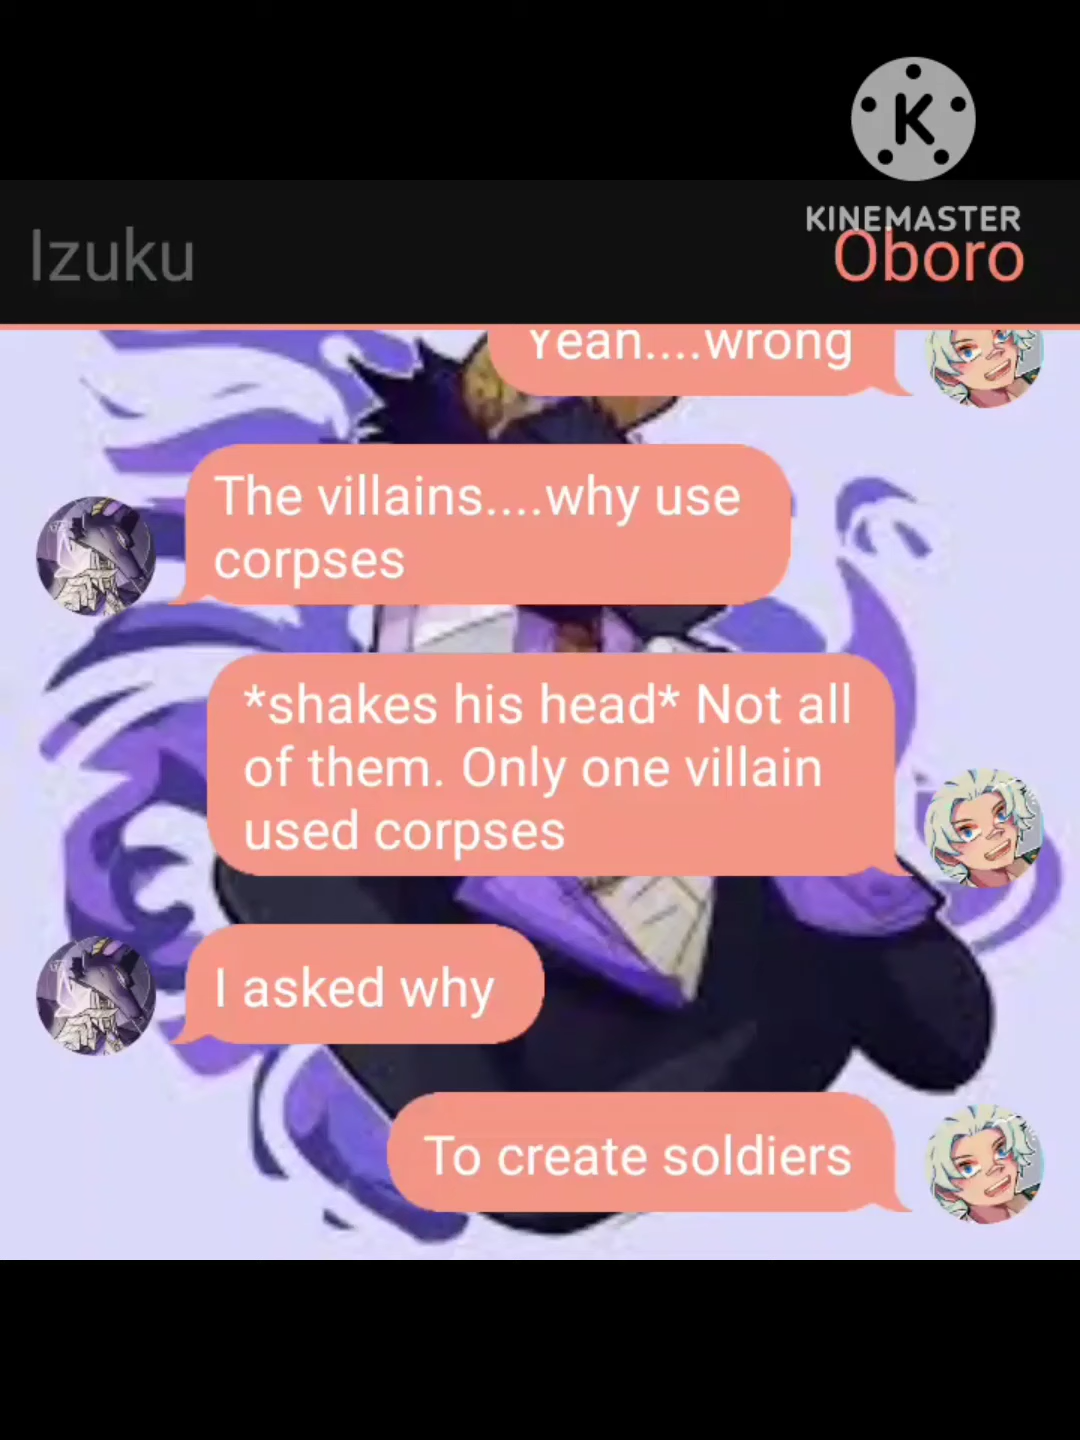 K
KINEMASTER
Izuku
Oboro
Yeah....wrong
The villains....why use
corpses
*shakes his head* Not all
of them. Only one villain
used corpses
I asked why
To create soldiers